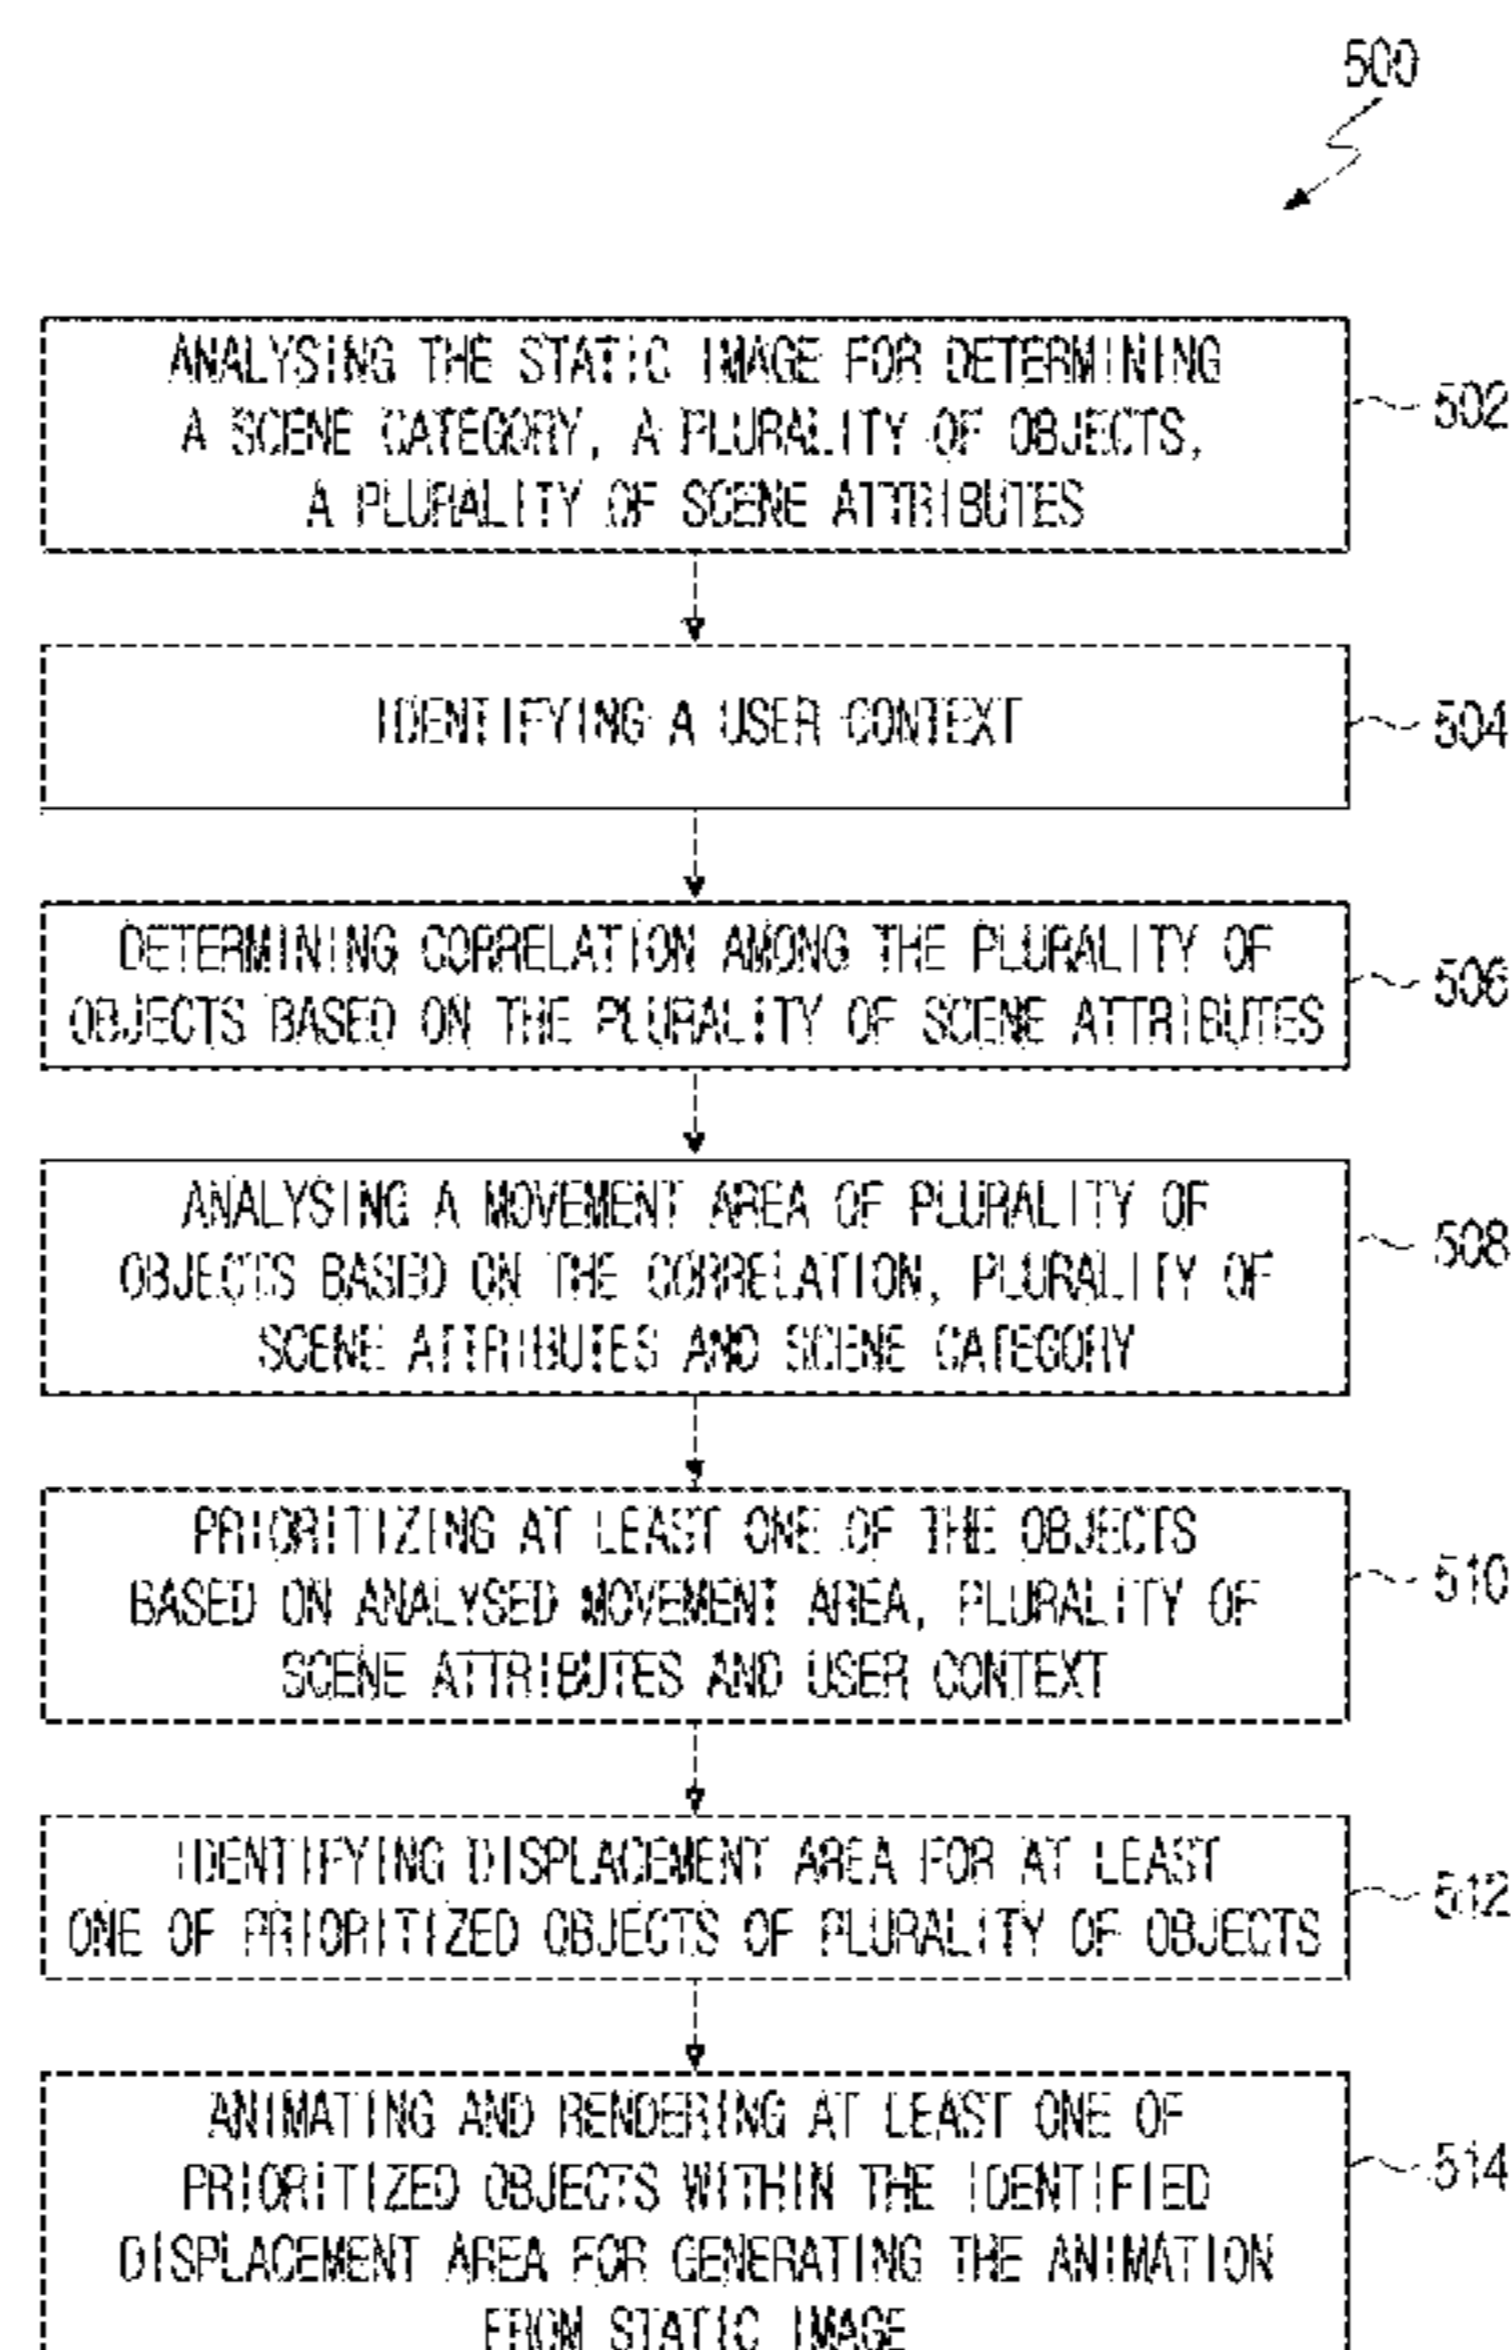 500
ANALYSING THE STATIC IMAGE FOR DETERMINING
A SCENE CATEGORY, A PLURALITY OF OBJECTS,
A PLURALITY OF SCENE ATTRIBUTES
502
IDENTIFYING A USER CONTEXT
504
DETERMINING CORRELATION AMONG THE PLURALITY OF
OBJECTS BASED ON THE PLURALITY OF SCENE ATTRIBUTES
506
ANALYSING A MOVEMENT AREA OF PLURALITY OF
OBJECTS BASED ON THE CORRELATION, PLURALITY OF
SCENE ATTRIBUTES AND SCENE CATEGORY
508
PRIORITIZING AT LEAST ONE OF THE OBJECTS
BASED ON ANALYSED MOVEMENT AREA, PLURALITY OF
SCENE ATTRIBUTES AND USER CONTEXT
510
IDENTIFYING DISPLACEMENT AREA FOR AT LEAST
ONE OF PRIORITIZED OBJECTS OF PLURALITY OF OBJECTS
512
ANIMATING AND RENDERING AT LEAST ONE OF
PRIORITIZED OBJECTS WITHIN THE IDENTIFIED
DISPLACEMENT AREA FOR GENERATING THE ANIMATION
FROM STATIC IMAGE
514